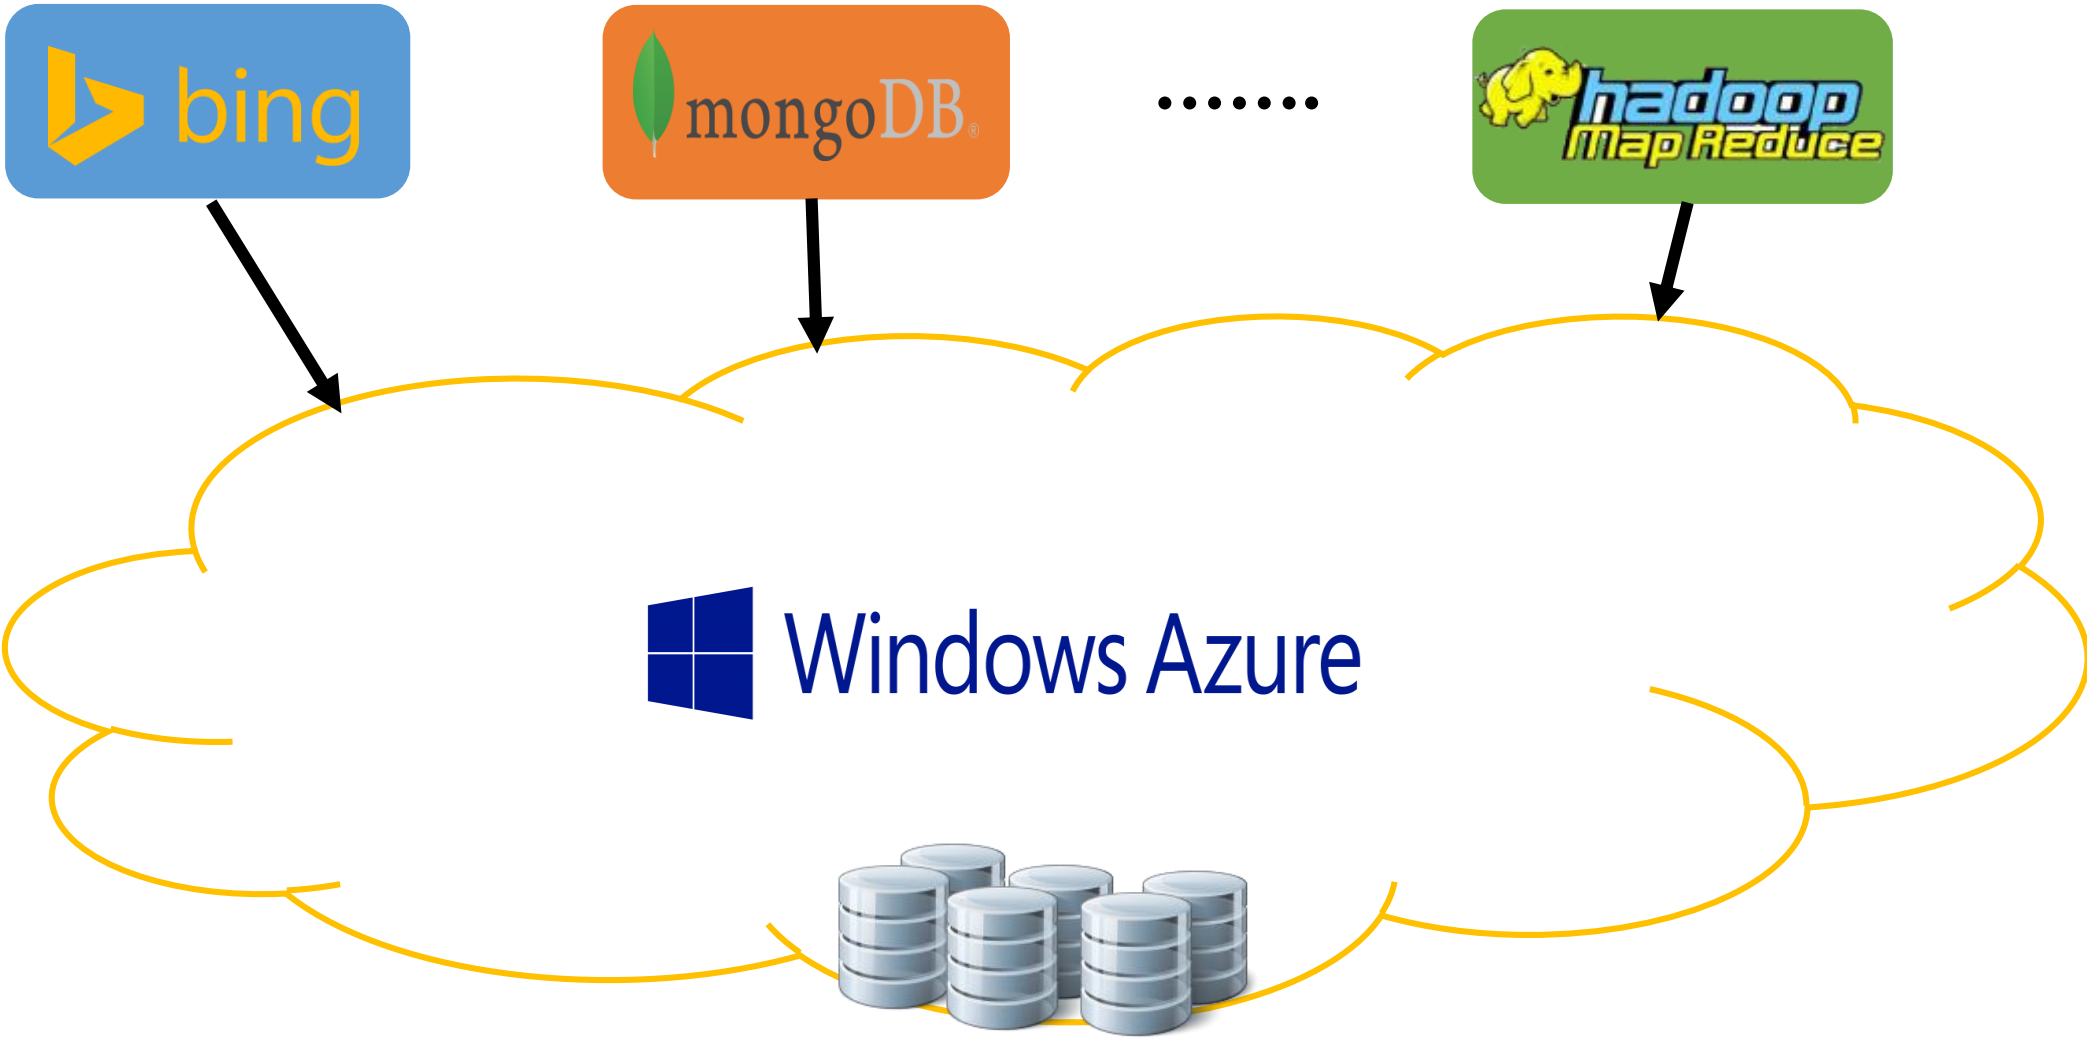 bing
mongoDB®
.......
hadoop
Map Reduce
Windows Azure